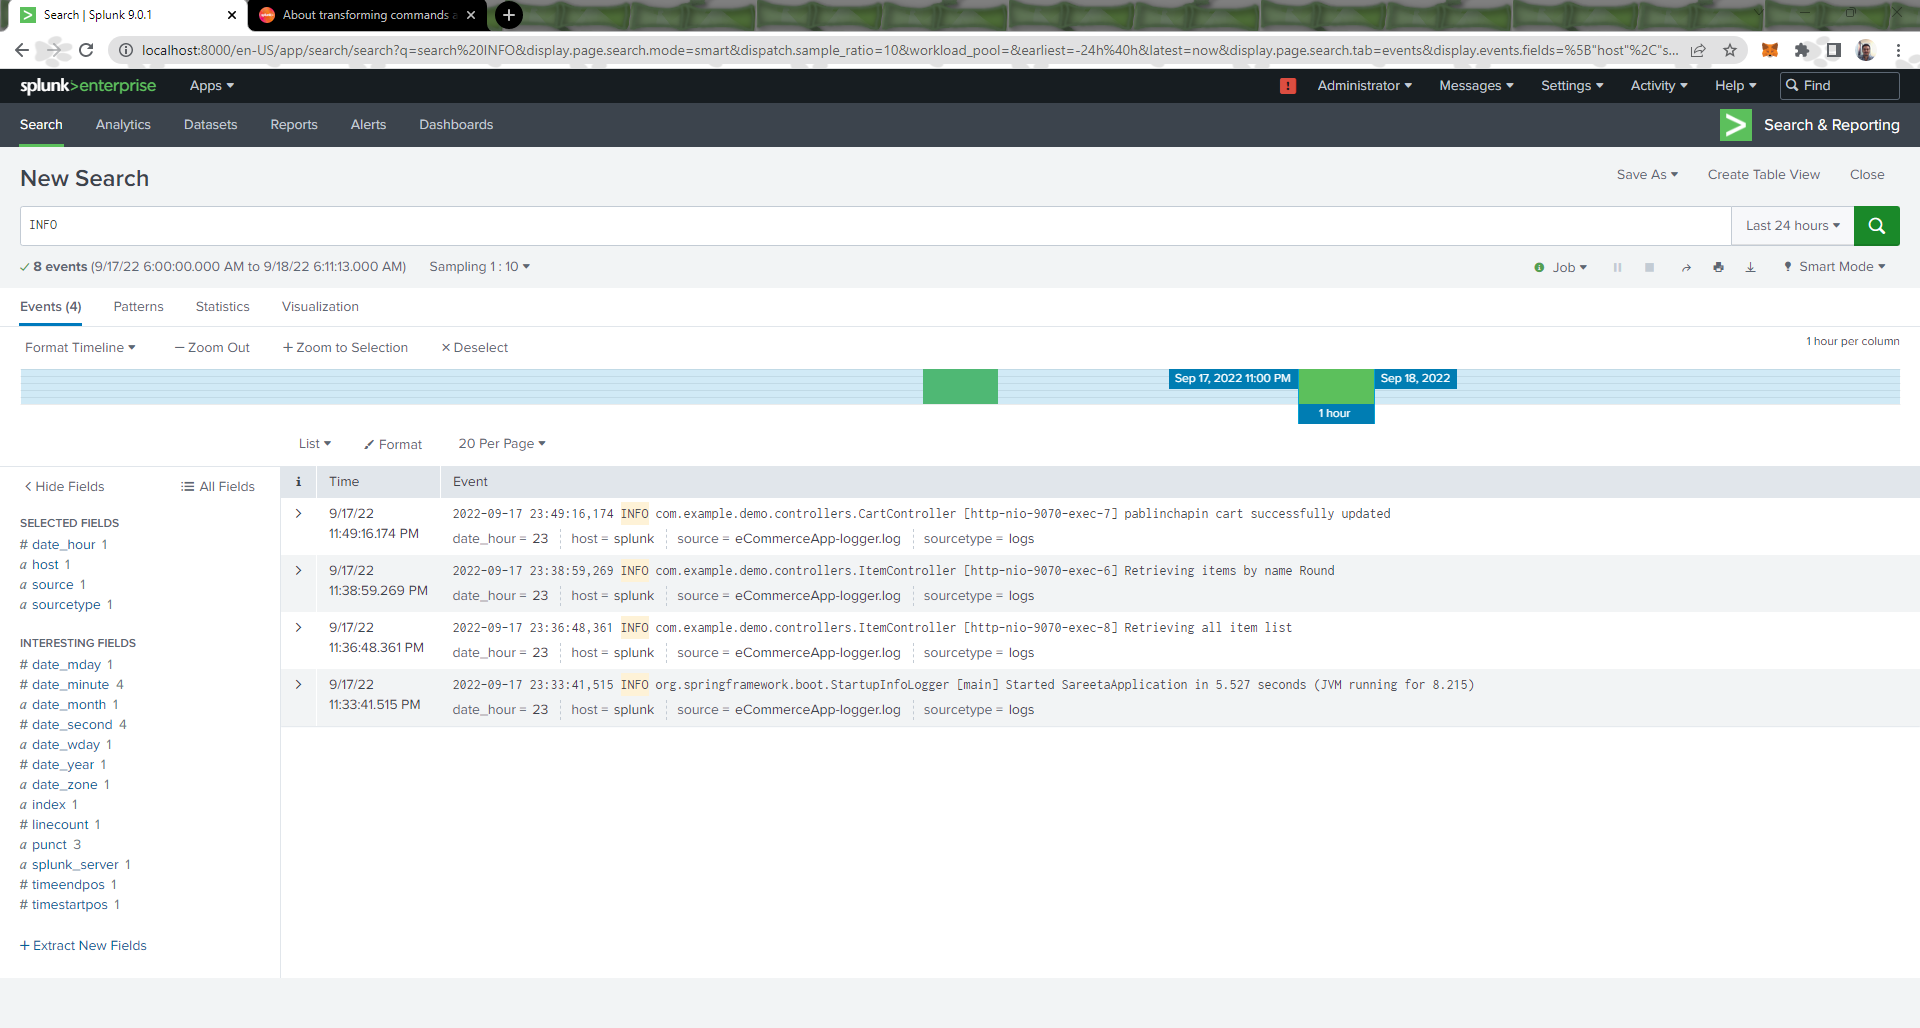 Search | Splunk 9.0.1
About transforming commands a
localhost:8000/en-US/app/search/search?q=search%20INFO&display.page.search.mode=smart&dispatch.sample_ratio=10&workload_pool=&earliest=-24h%40h&latest=now&display.page.search.tab=events&display.events.fields=%5B"host"%2C"s...
splunk>enterprise Apps Administrator Messages Settings Activity Help Find
Search Analytics Datasets Reports Alerts Dashboards Search & Reporting
New Search Save As Create Table View Close
INFO Last 24 hours
8 events (9/17/22 6:00:00.000 AM to 9/18/22 6:11:13.000 AM) Sampling 1 : 10 Job Smart Mode
Events (4) Patterns Statistics Visualization
Format Timeline — Zoom Out + Zoom to Selection × Deselect 1 hour per column
Sep 17, 2022 11:00 PM Sep 18, 2022
1 hour
List Format 20 Per Page
< Hide Fields All Fields
SELECTED FIELDS
# date_hour 1
a host 1
a source 1
a sourcetype 1
INTERESTING FIELDS
# date_mday 1
# date_minute 4
a date_month 1
# date_second 4
a date_wday 1
# date_year 1
a date_zone 1
a index 1
# linecount 1
a punct 3
a splunk_server 1
# timeendpos 1
# timestartpos 1
+ Extract New Fields
i Time Event
9/17/22
11:49:16.174 PM
2022-09-17 23:49:16,174 INFO com.example.demo.controllers.CartController [http-nio-9070-exec-7] pablinchapin cart successfully updated
date_hour = 23 host = splunk source = eCommerceApp-logger.log sourcetype = logs
9/17/22
11:38:59.269 PM
2022-09-17 23:38:59,269 INFO com.example.demo.controllers.ItemController [http-nio-9070-exec-6] Retrieving items by name Round
date_hour = 23 host = splunk source = eCommerceApp-logger.log sourcetype = logs
9/17/22
11:36:48.361 PM
2022-09-17 23:36:48,361 INFO com.example.demo.controllers.ItemController [http-nio-9070-exec-8] Retrieving all item list
date_hour = 23 host = splunk source = eCommerceApp-logger.log sourcetype = logs
9/17/22
11:33:41.515 PM
2022-09-17 23:33:41,515 INFO org.springframework.boot.StartupInfoLogger [main] Started SareetaApplication in 5.527 seconds (JVM running for 8.215)
date_hour = 23 host = splunk source = eCommerceApp-logger.log sourcetype = logs